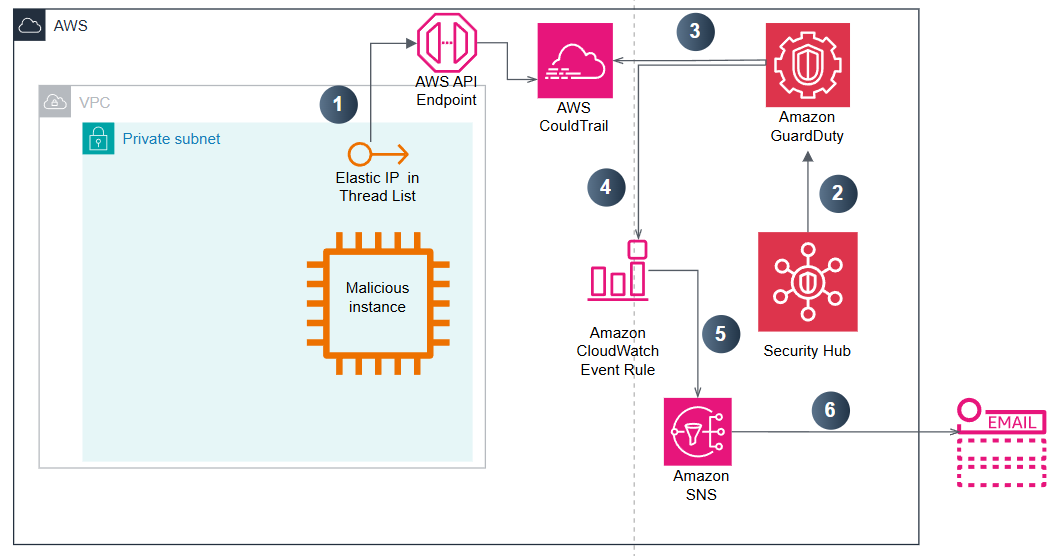 AWS
3
AWS API
Endpoint
AWS
CouldTrail
Amazon
GuardDuty
VPC
1
Private subnet
Elastic IP in
Thread List
4
2
Malicious
instance
Amazon
CloudWatch
Event Rule
5
Security Hub
6
EMAIL
Amazon
SNS